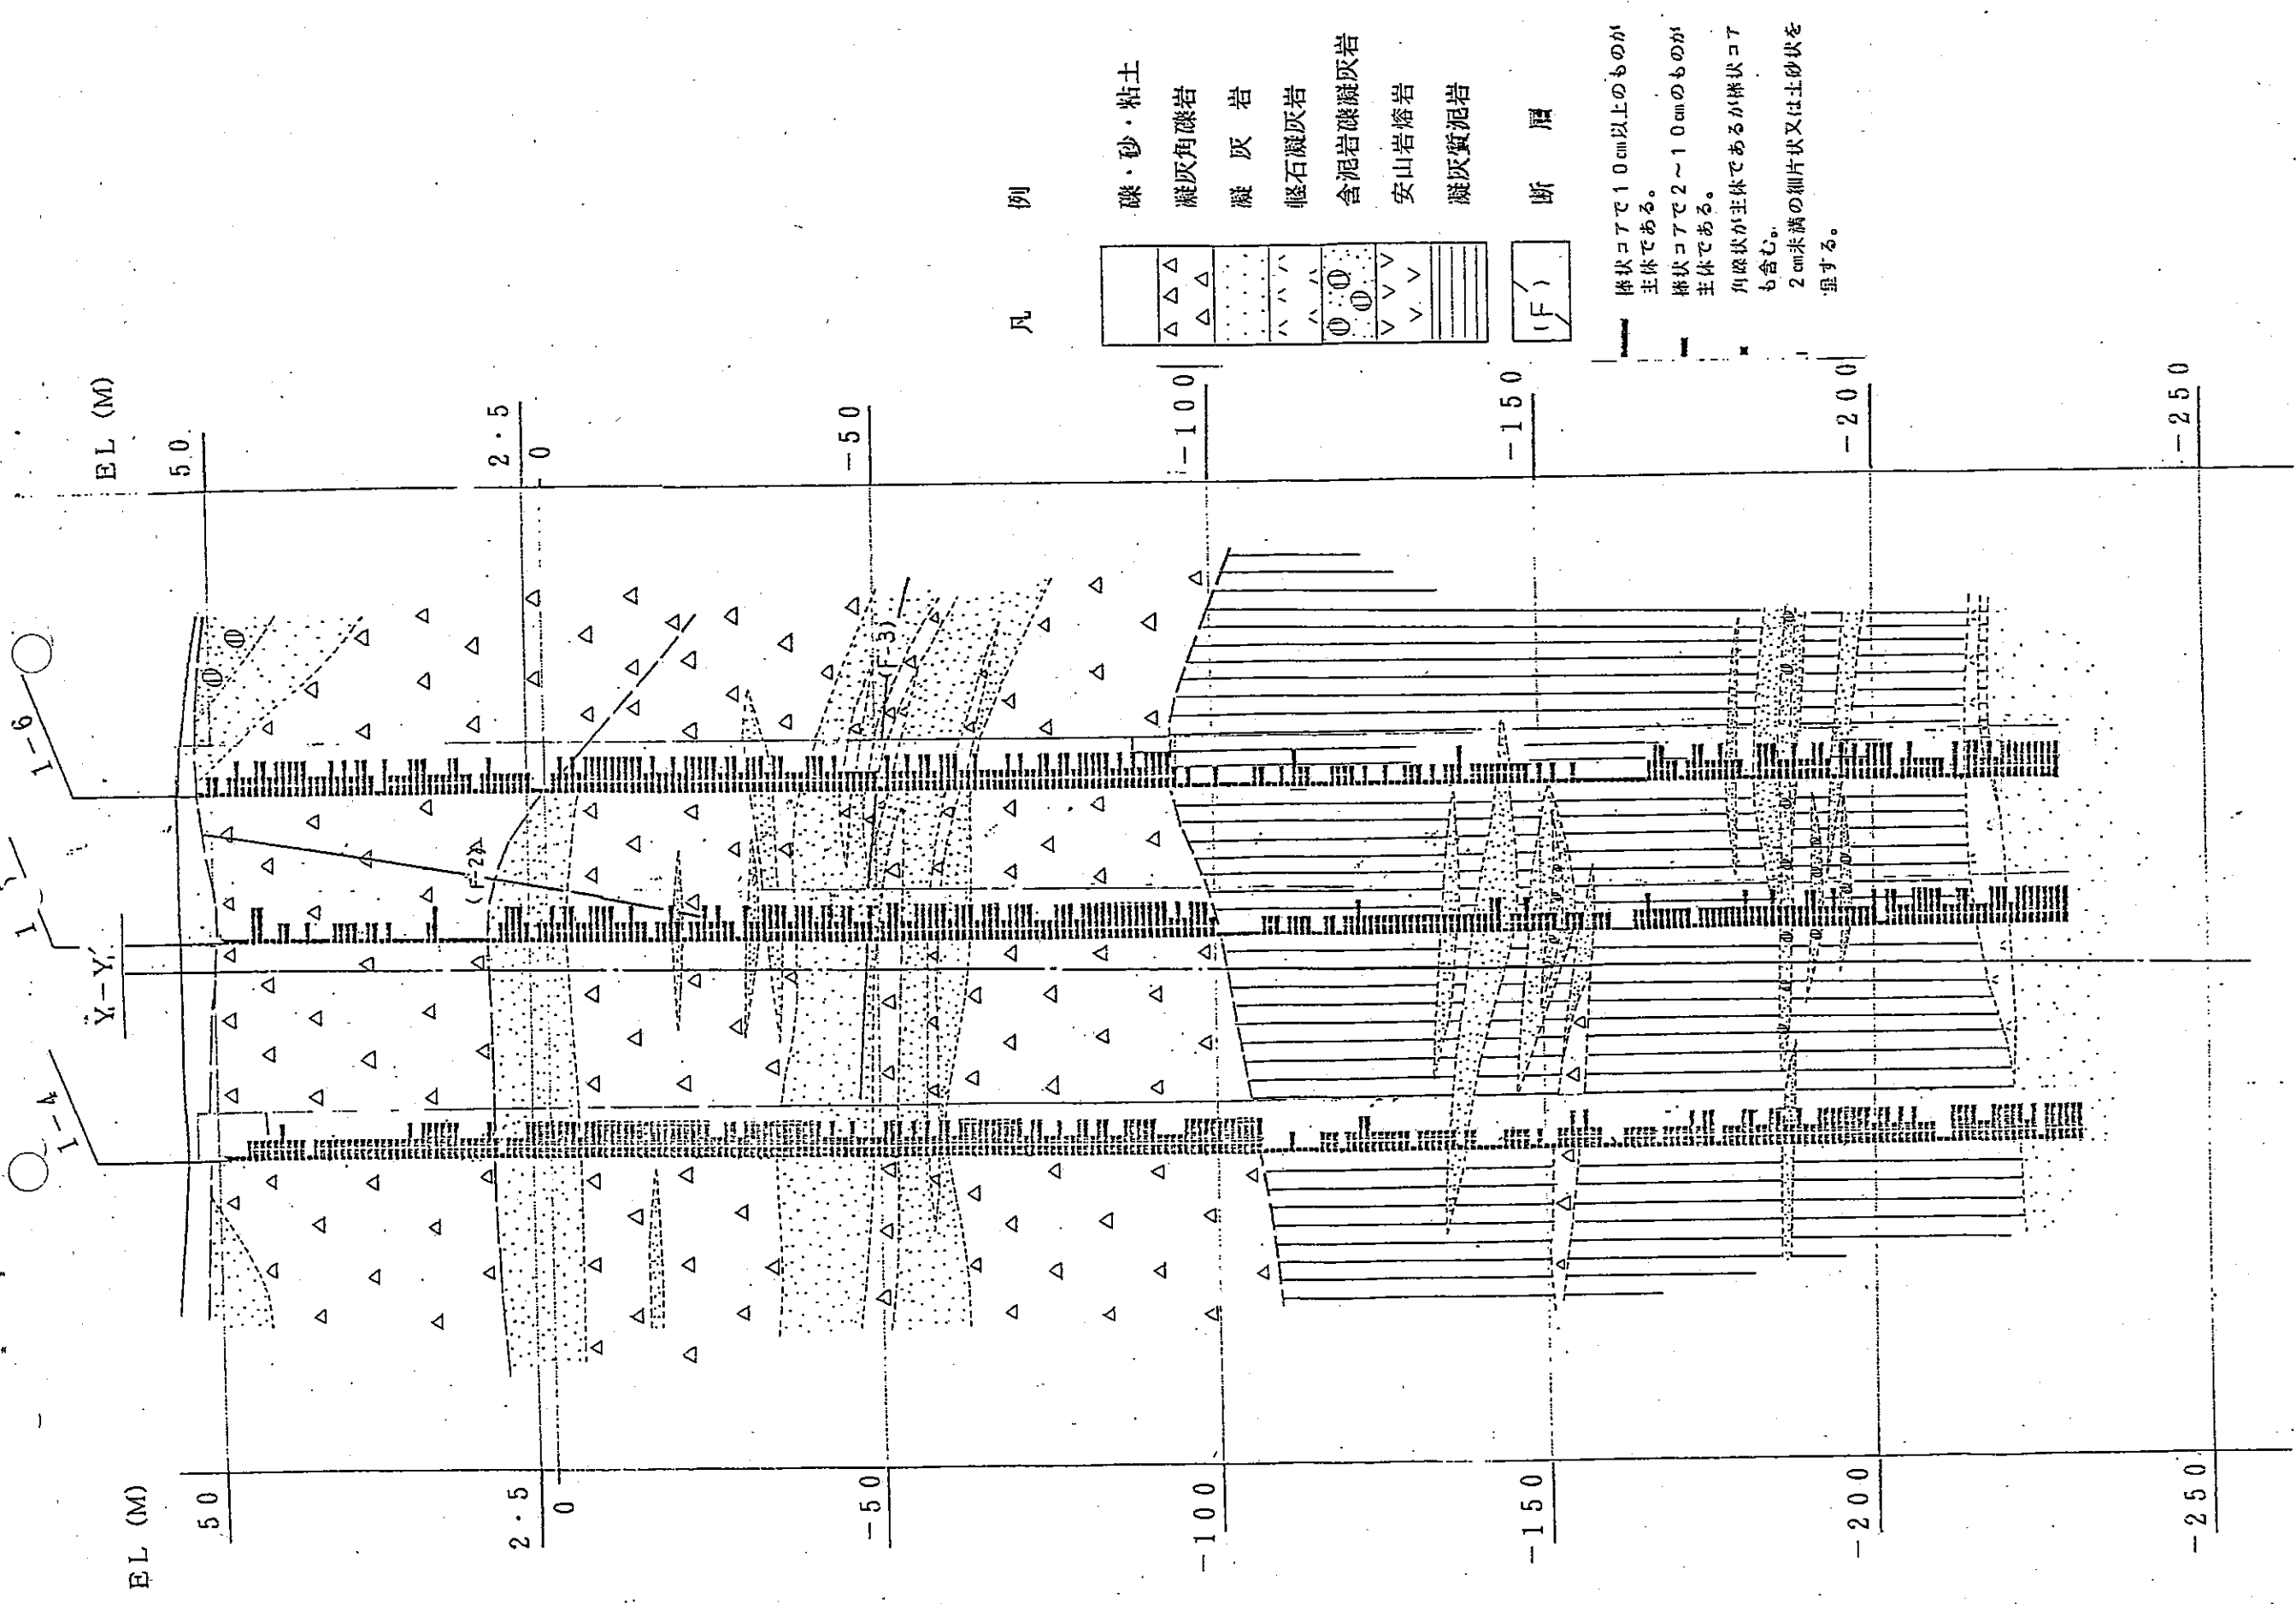 EL (M)
50
2.5
0
-50
-100
-150
-200
-250
I-4
Y-Y'
I-6
EL (M)
50
2.5
0
-50
-100
-150
-200
-250
(F-2)
(F-3)
凡 例
礫・砂・粘土
凝灰角礫岩
凝 灰 岩
軽石凝灰岩
含泥岩礫凝灰岩
安山岩熔岩
凝灰質泥岩
(F)
断 層
棒状コアで10cm以上のものが
主体である。
棒状コアで2~10cmのものが
主体である。
角礫状が主体であるが棒状コア
も含む。
2cm未満の細片状又は土砂状を
呈する。